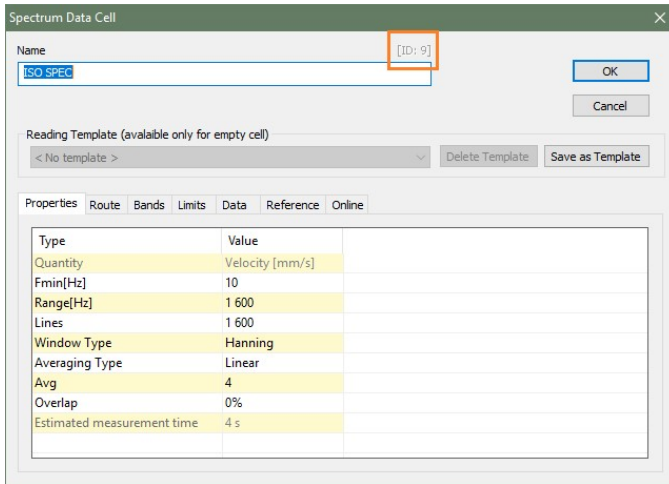 Spectrum Data Cell
Name [ID: 9]
ISO SPEC
OK
Cancel
Reading Template (avalaible only for empty cell)
< No template > Delete Template Save as Template
Properties Route Bands Limits Data Reference Online
Type Value
Quantity Velocity [mm/s]
Fmin[Hz] 10
Range[Hz] 1 600
Lines 1 600
Window Type Hanning
Averaging Type Linear
Avg 4
Overlap 0%
Estimated measurement time 4 s